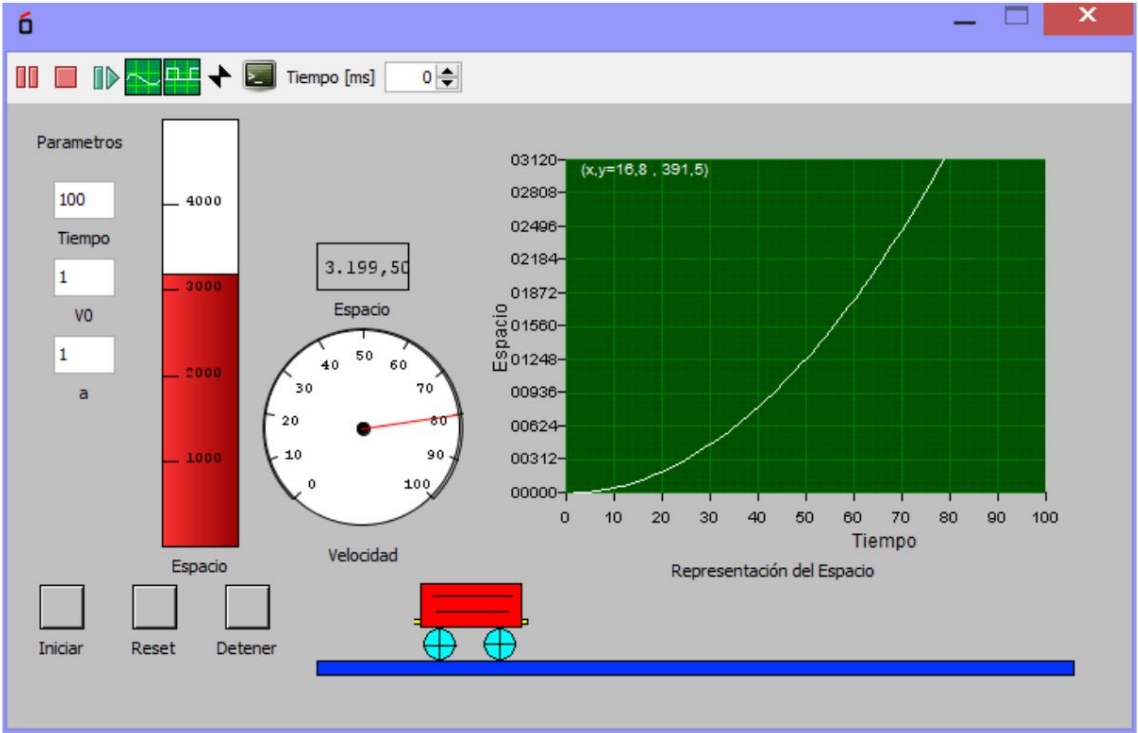 ó
Tiempo [ms] 0
Parametros
100
Tiempo
1
V0
1
a
4000
3000
2000
1000
Espacio
3.199,50
Espacio
0
10
20
30
40
50
60
70
80
90
100
Velocidad
(x,y=16,8 , 391,5)
03120
02808
02496
02184
01872
01560
01248
00936
00624
00312
00000
Espacio
0 10 20 30 40 50 60 70 80 90 100
Tiempo
Representación del Espacio
Iniciar Reset Detener